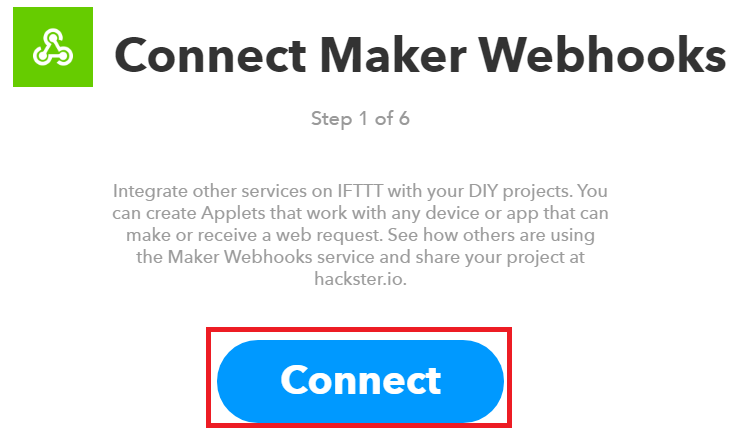 Connect Maker Webhooks
Step 1 of 6
Integrate other services on IFTTT with your DIY projects. You
can create Applets that work with any device or app that can
make or receive a web request. See how others are using
the Maker Webhooks service and share your project at
hackster.io.
Connect